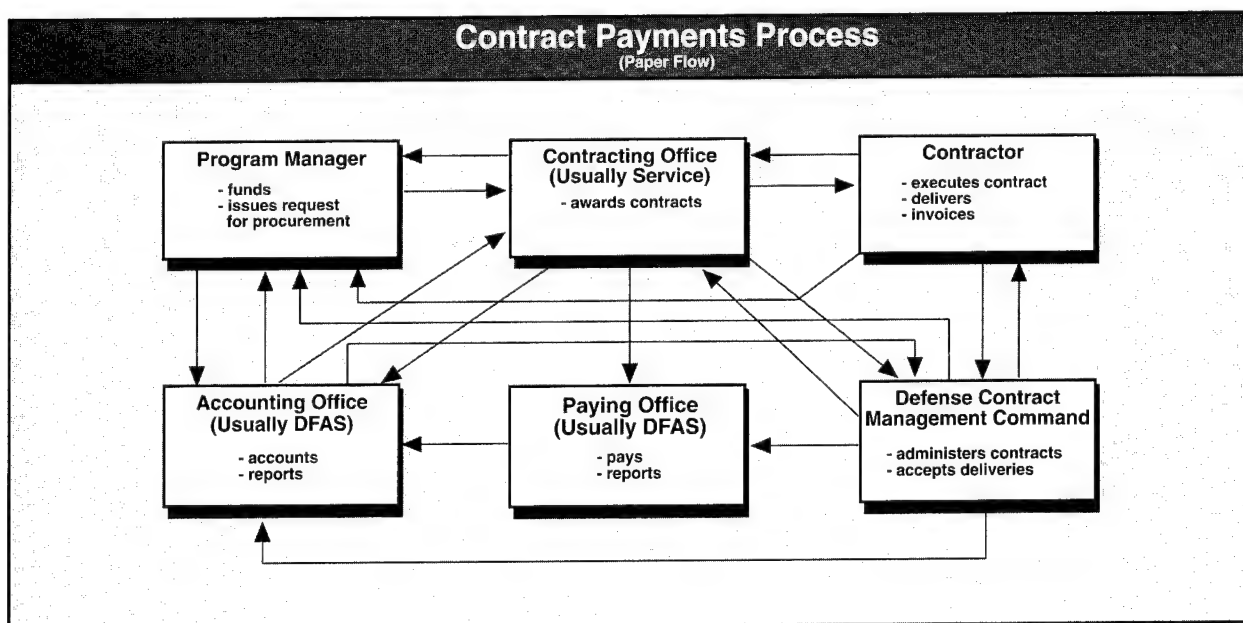 Contract Payments Process
(Paper Flow)
Program Manager
- funds
- issues request
for procurement
Contracting Office
(Usually Service)
- awards contracts
Contractor
- executes contract
- delivers
- invoices
Accounting Office
(Usually DFAS)
- accounts
- reports
Paying Office
(Usually DFAS)
- pays
- reports
Defense Contract
Management Command
- administers contracts
- accepts deliveries